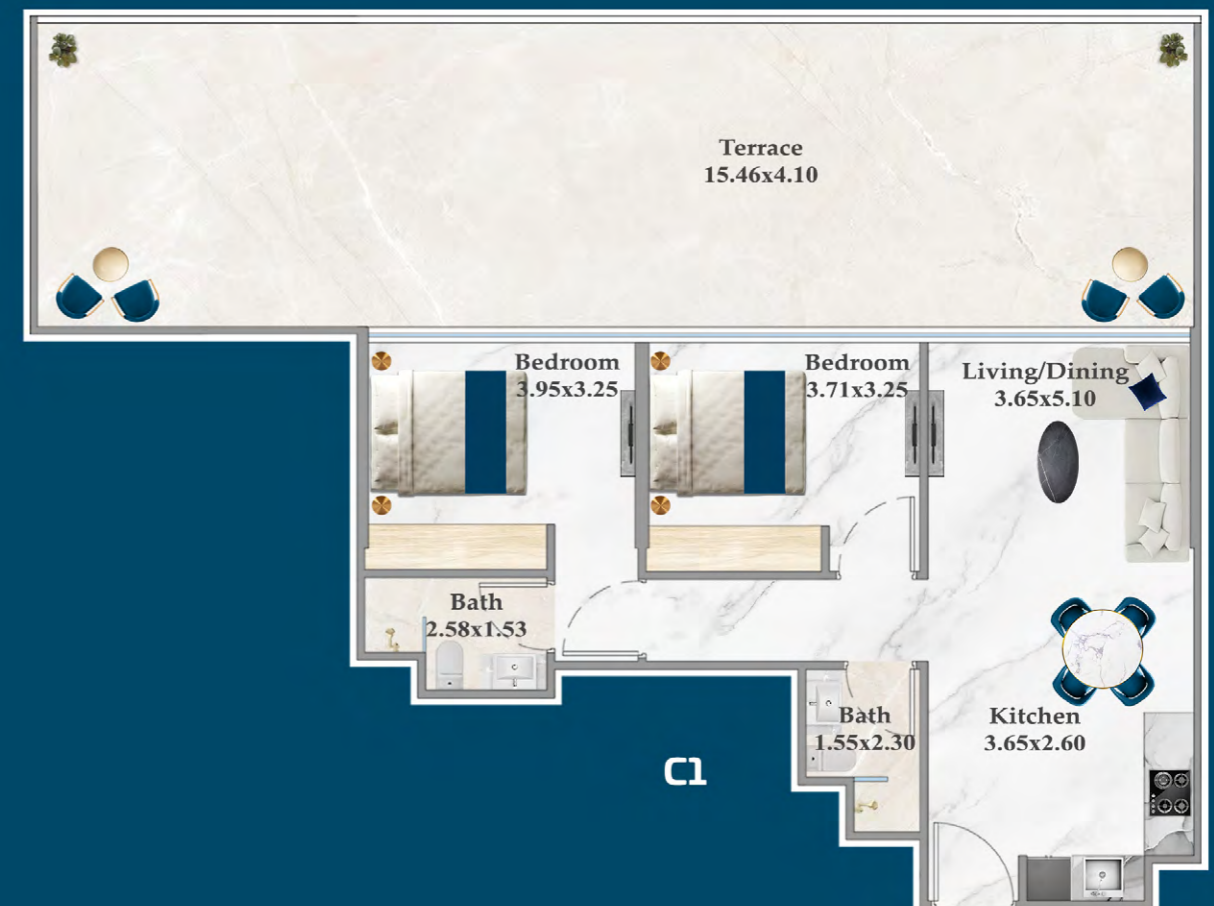 Terrace
15.46x4.10
Bedroom
3.95x3.25
Bedroom
3.71x3.25
Living/Dining
3.65x5.10
Bath
2.58x1.53
Bath
1.55x2.30
Kitchen
3.65x2.60
C1